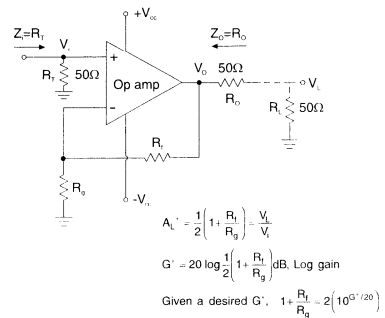 +V_CC
Z_i=R_T
V_i
Z_O=R_O
R_T 50Ω
+
Op amp
−
V_O
50Ω
R_O
V_L
R_L 50Ω
R_f
R_g
-V_CC
A_L' = 1/2(1+R_f/R_g) = V_L/V_i
G' = 20 log 1/2(1+R_f/R_g)dB, Log gain
Given a desired G', 1+R_f/R_g = 2(10^G'/20)